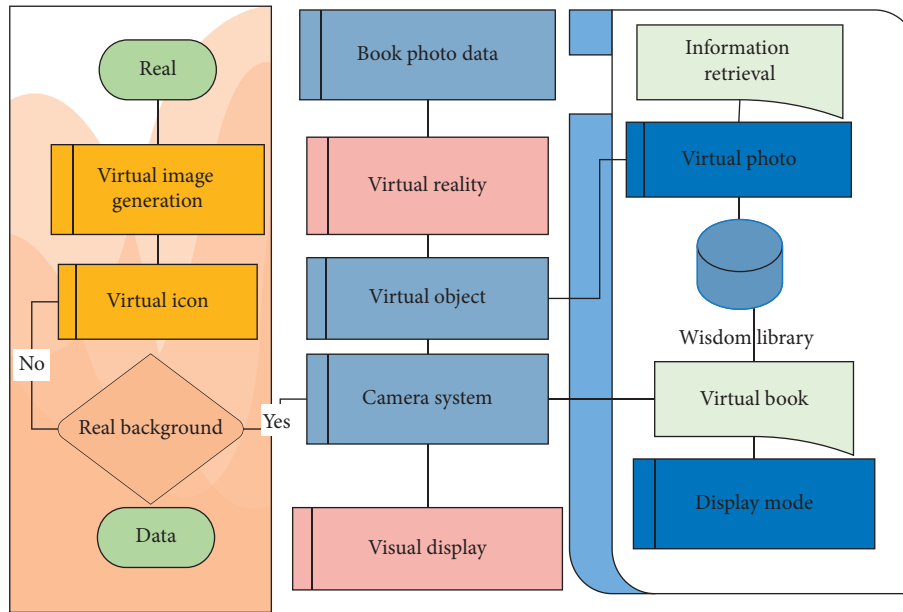 Real
Virtual image
generation
Virtual icon
No
Real background
Yes
Data
Book photo data
Virtual reality
Virtual object
Camera system
Visual display
Information
retrieval
Virtual photo
Wisdom library
Virtual book
Display mode